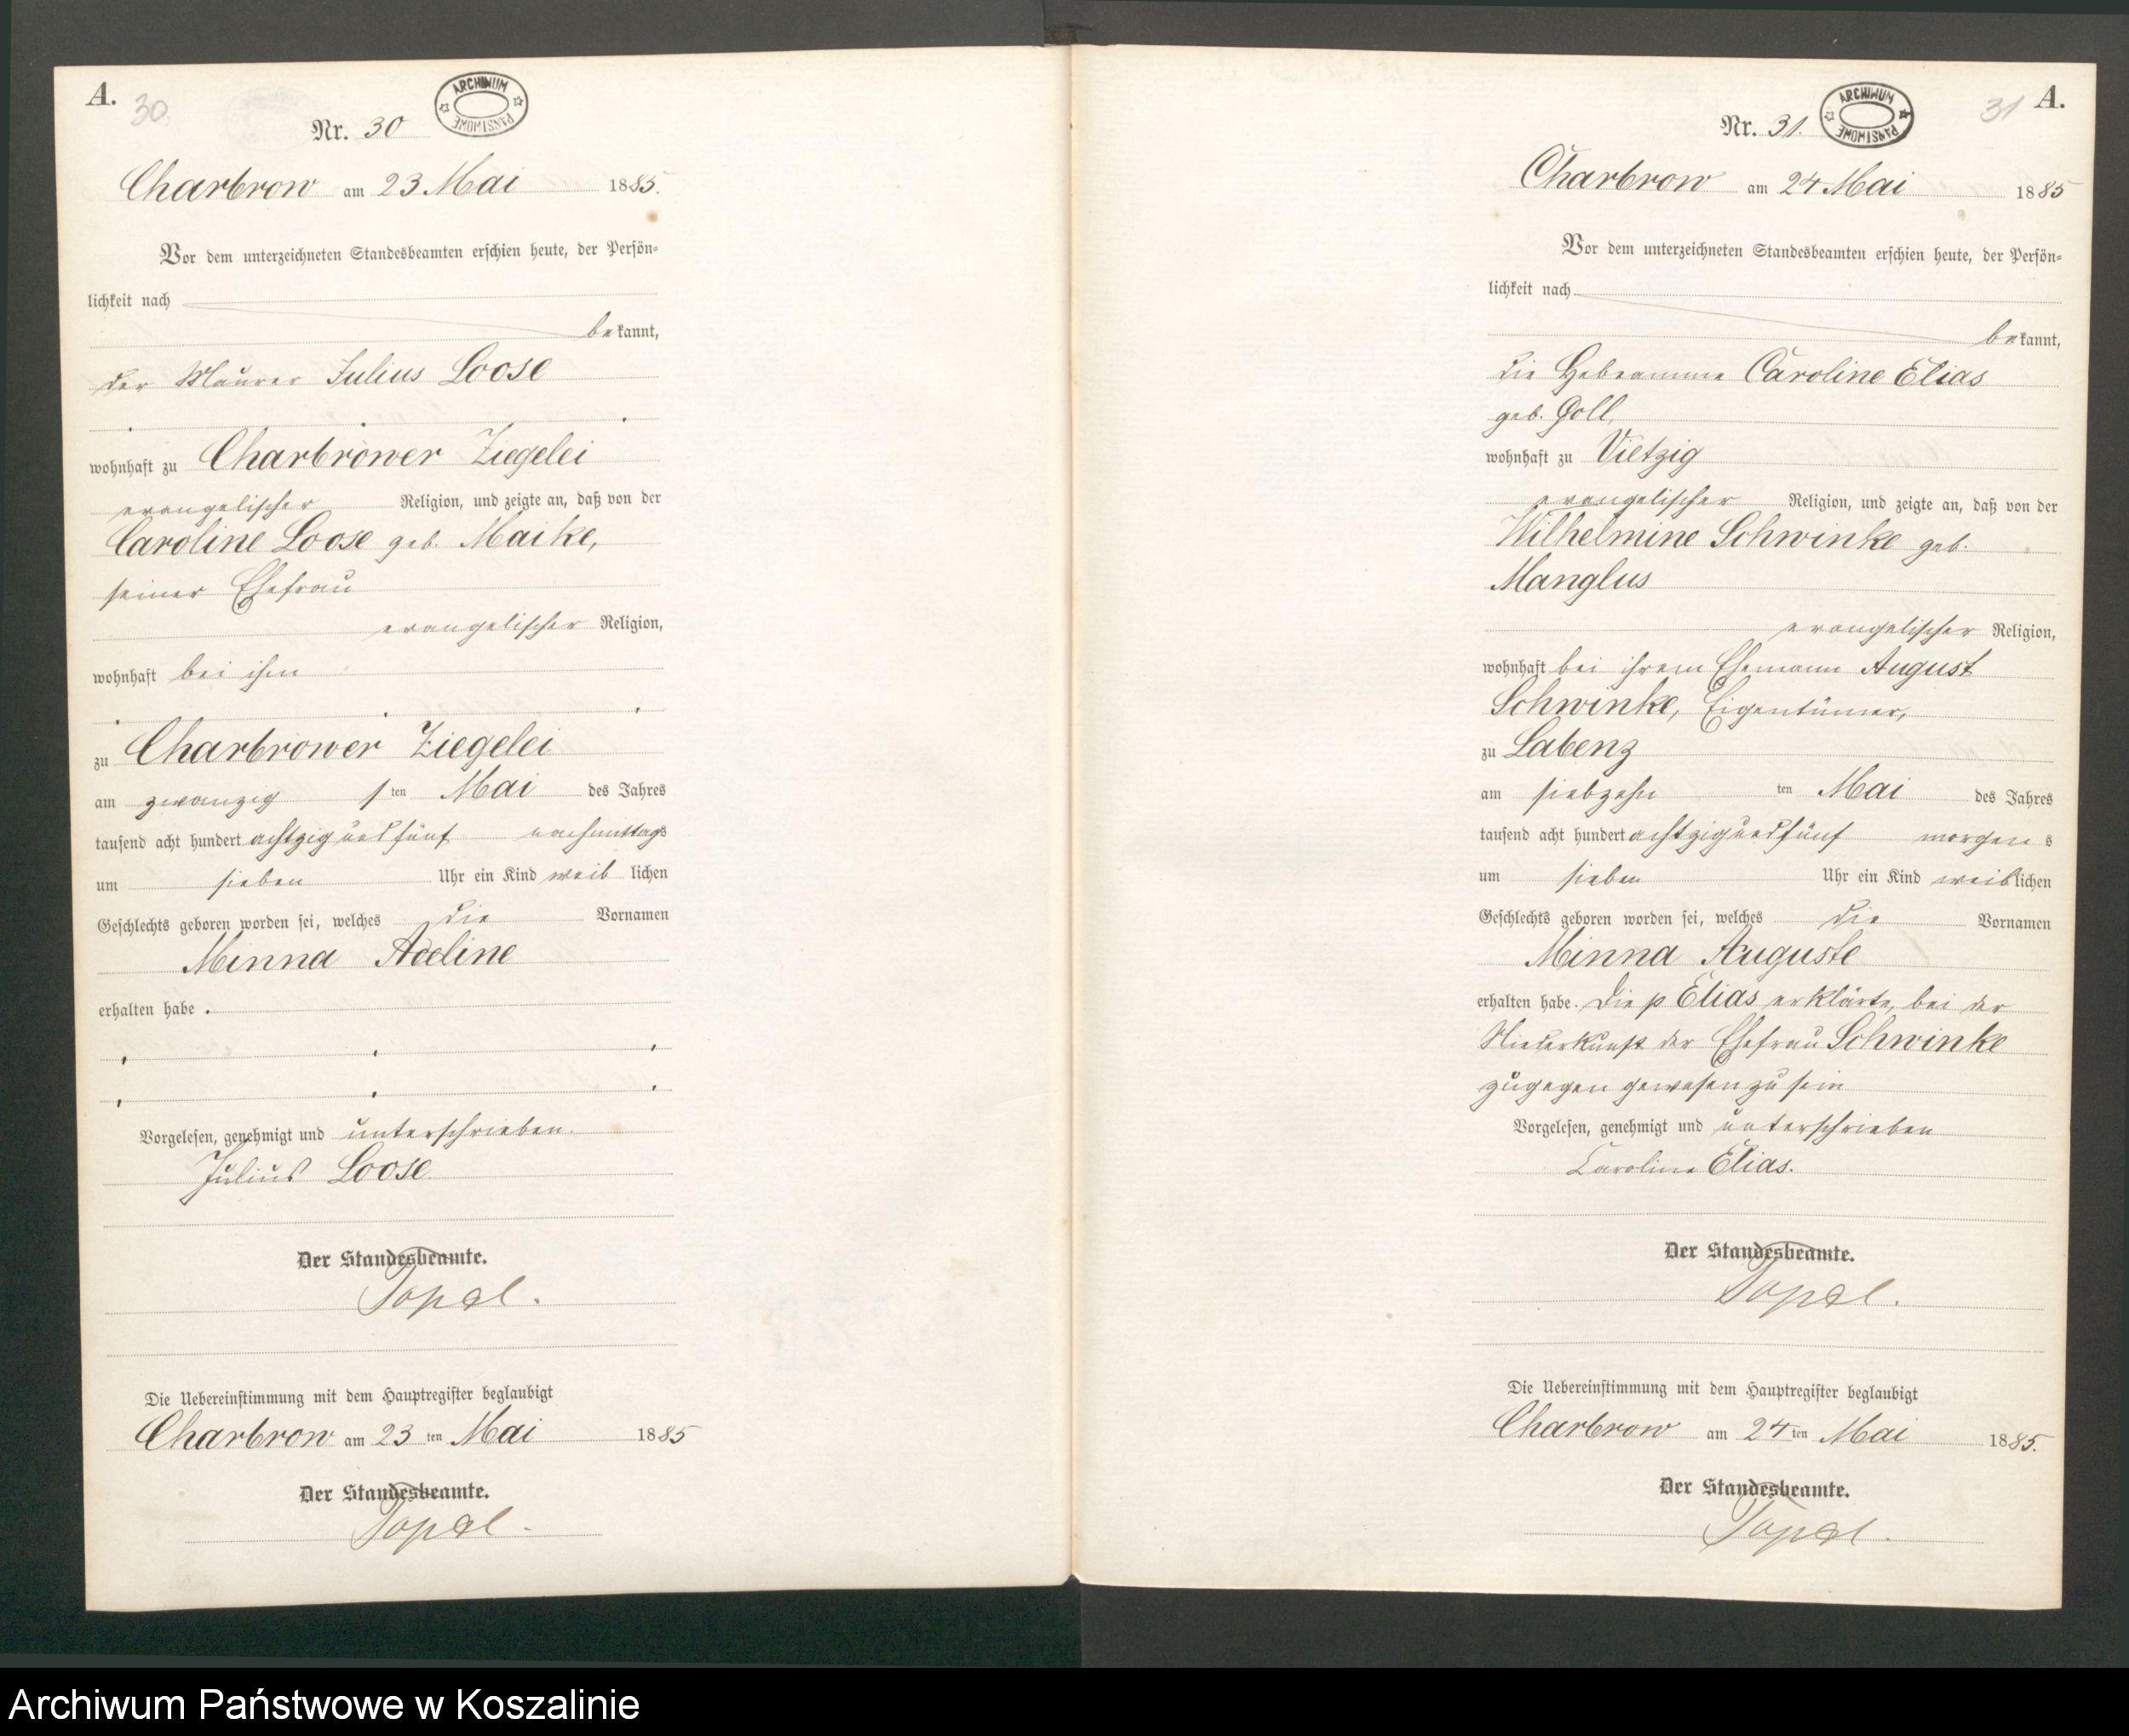 A.
30
Nr. 30
ARCHIWUM PAŃSTWOWE
Charbrow am 23 Mai 1885.
Vor dem unterzeichneten Standesbeamten erschien heute, der Persön-
lichkeit nach
bekannt,
der Maurer Julius Loose
wohnhaft zu Charbrower Ziegelei
evangelischer Religion, und zeigte an, daß von der
Caroline Loose geb. Maike,
seiner Ehefrau
evangelischer Religion,
wohnhaft bei ihm
zu Charbrower Ziegelei
am zwanzigsten Mai des Jahres
tausend acht hundert achtzig und fünf nachmittags
um sieben Uhr ein Kind weiblichen
Geschlechts geboren worden sei, welches die Vornamen
Minna Adeline
erhalten habe.
Vorgelesen, genehmigt und unterschrieben.
Julius Loose
Der Standesbeamte.
Die Uebereinstimmung mit dem Hauptregister beglaubigt
Charbrow am 23ten Mai 1885
Der Standesbeamte.
31 A.
Nr. 31.
ARCHIWUM PAŃSTWOWE
Charbrow am 24 Mai 1885
Vor dem unterzeichneten Standesbeamten erschien heute, der Persön-
lichkeit nach
bekannt,
die Hebeamme Caroline Elias
geb. Goll,
wohnhaft zu Vietzig
evangelischer Religion, und zeigte an, daß von der
Wilhelmine Schwinke geb.
Manglus
evangelischer Religion,
wohnhaft bei ihrem Ehemann August
Schwinke, Eigentümer,
zu Labenz
am siebzehnten Mai des Jahres
tausend acht hundert achtzig und fünf morgens
um sieben Uhr ein Kind weiblichen
Geschlechts geboren worden sei, welches die Vornamen
Minna Auguste
erhalten habe. Die p Elias erklärte, bei der
Niederkunft der Ehefrau Schwinke
zugegen gewesen zu sein
Vorgelesen, genehmigt und unterschrieben
Caroline Elias.
Der Standesbeamte.
Die Uebereinstimmung mit dem Hauptregister beglaubigt
Charbrow am 24ten Mai 1885.
Der Standesbeamte.
Archiwum Państwowe w Koszalinie